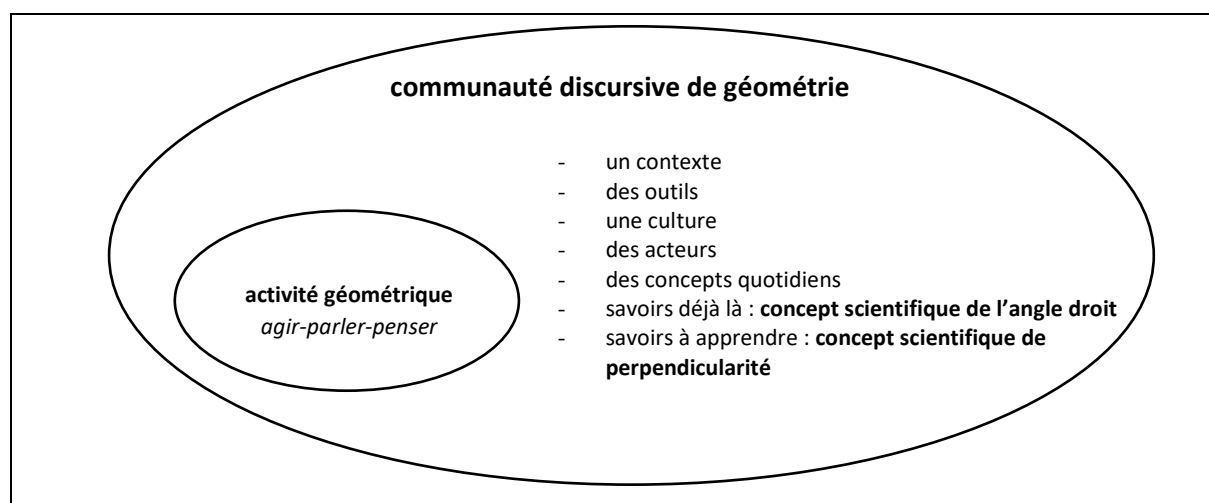 communauté discursive de géométrie
- un contexte
- des outils
- une culture
- des acteurs
- des concepts quotidiens
- savoirs déjà là : concept scientifique de l'angle droit
- savoirs à apprendre : concept scientifique de
perpendicularité
activité géométrique
agir-parler-penser